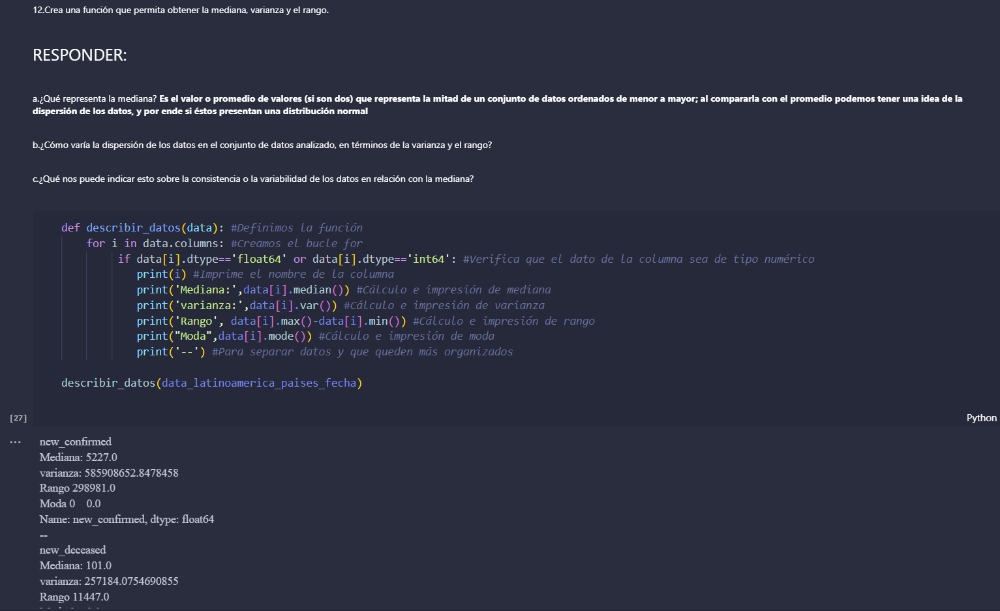 12.Crea una función que permita obtener la mediana, varianza y el rango.
RESPONDER:
a.¿Qué representa la mediana? Es el valor o promedio de valores (si son dos) que representa la mitad de un conjunto de datos ordenados de menor a mayor; al compararla con el promedio podemos tener una idea de la
dispersión de los datos, y por ende si éstos presentan una distribución normal
b.¿Cómo varía la dispersión de los datos en el conjunto de datos analizado, en términos de la varianza y el rango?
c.¿Qué nos puede indicar esto sobre la consistencia o la variabilidad de los datos en relación con la mediana?
def describir_datos(data): #Definimos la función
for i in data.columns: #Creamos el bucle for
if data[i].dtype=='float64' or data[i].dtype=='int64': #Verifica que el dato de la columna sea de tipo numérico
print(i) #Imprime el nombre de la columna
print('Mediana:',data[i].median()) #Cálculo e impresión de mediana
print('varianza:',data[i].var()) #Cálculo e impresión de varianza
print('Rango', data[i].max()-data[i].min()) #Cálculo e impresión de rango
print("Moda",data[i].mode()) #Cálculo e impresión de moda
print('--') #Para separar datos y que queden más organizados
describir_datos(data_latinoamerica_paises_fecha)
[27]
Python
... new_confirmed
Mediana: 5227.0
varianza: 585908652.8478458
Rango 298981.0
Moda 0    0.0
Name: new_confirmed, dtype: float64
--
new_deceased
Mediana: 101.0
varianza: 257184.0754690855
Rango 11447.0